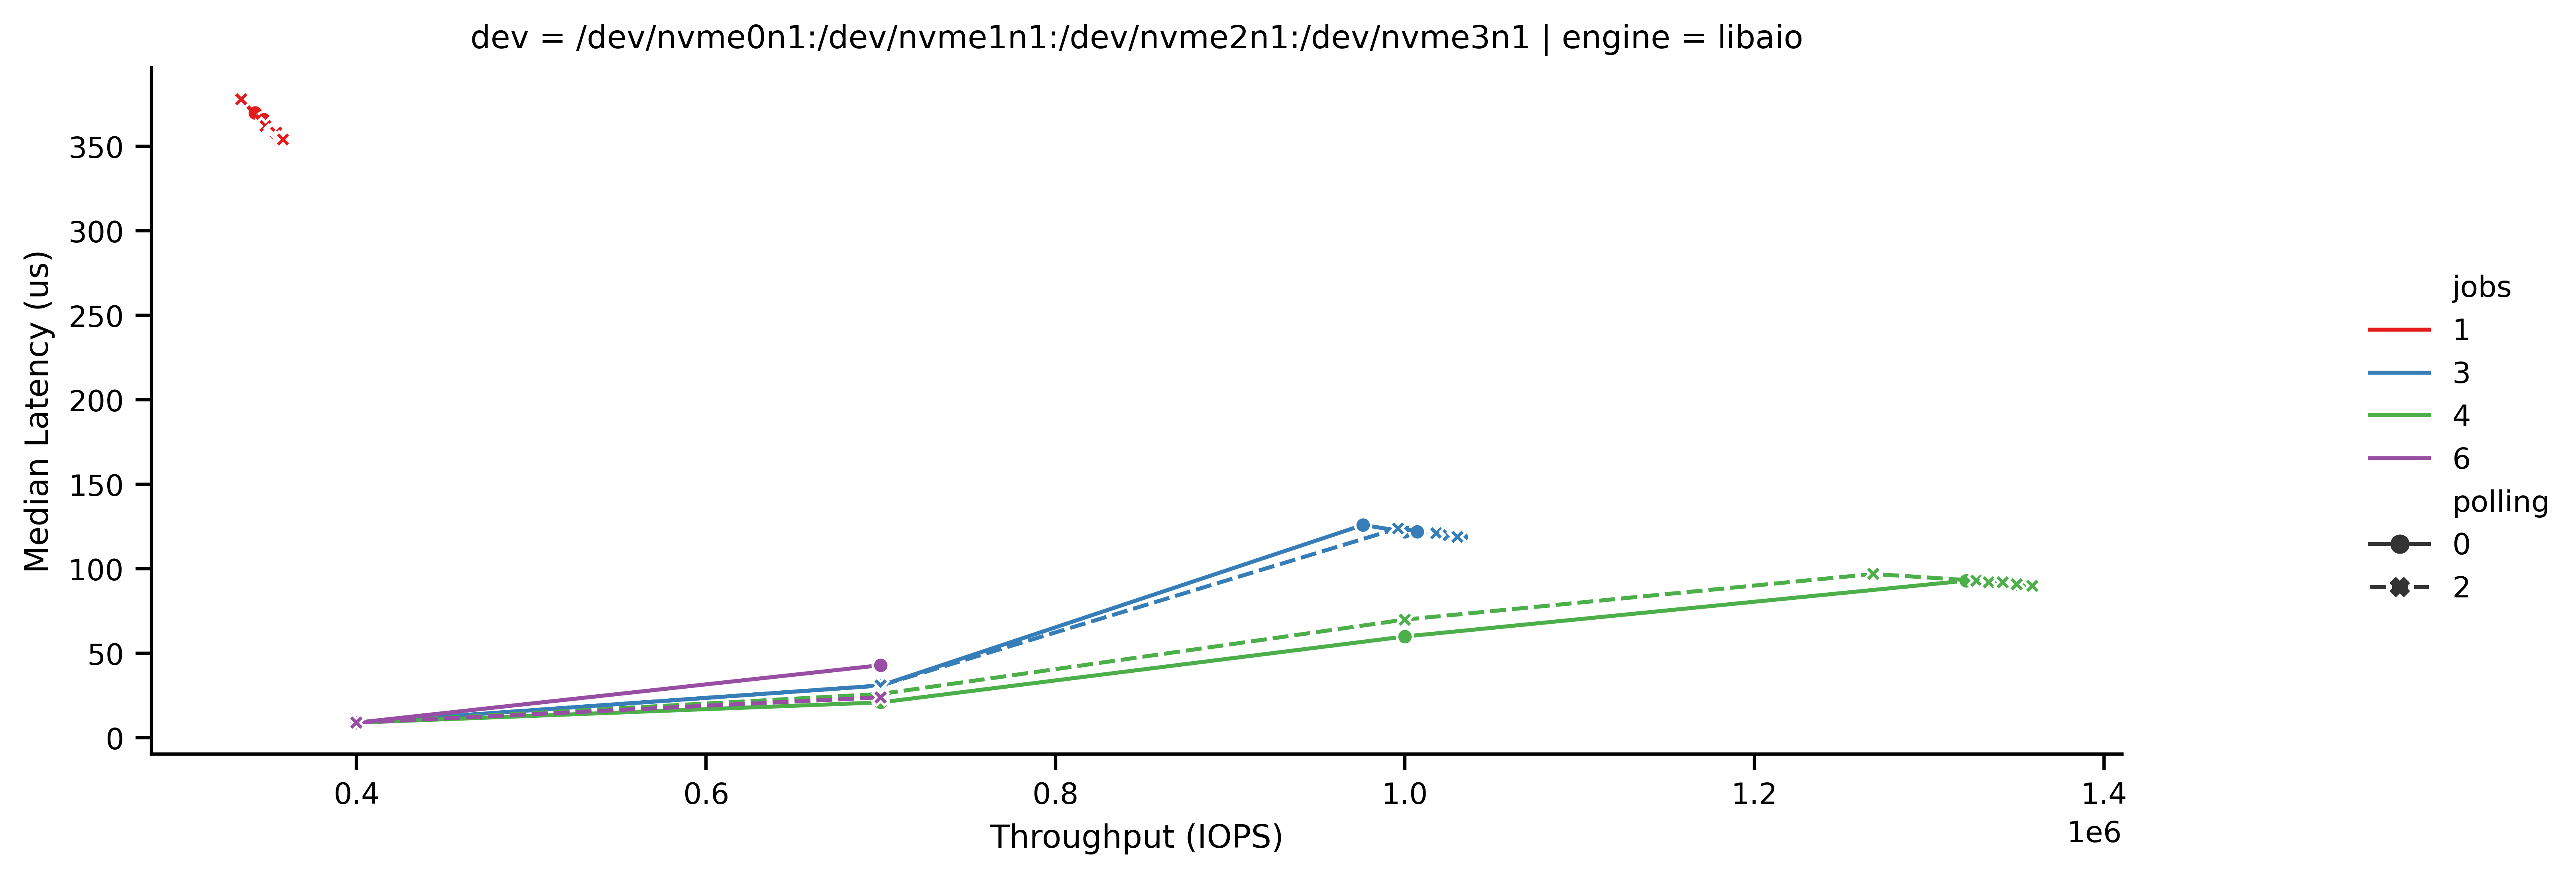 dev = /dev/nvme0n1:/dev/nvme1n1:/dev/nvme2n1:/dev/nvme3n1 | engine = libaio
Median Latency (us)
350
300
250
200
150
100
50
0
0.4 0.6 0.8 1.0 1.2 1.4
1e6
Throughput (IOPS)
jobs
1
3
4
6
polling
0
2